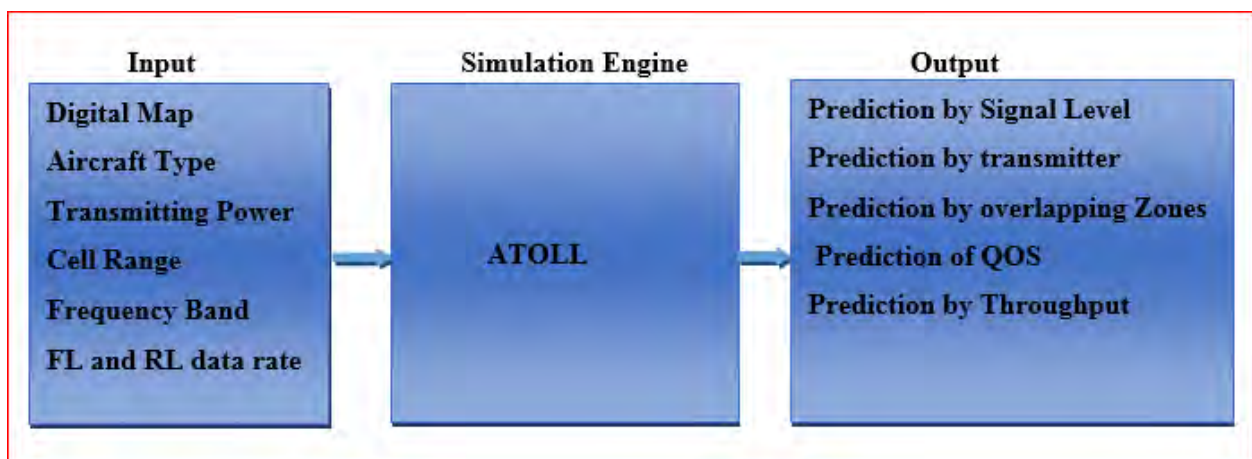 Input
Digital Map
Aircraft Type
Transmitting Power
Cell Range
Frequency Band
FL and RL data rate
Simulation Engine
ATOLL
Output
Prediction by Signal Level
Prediction by transmitter
Prediction by overlapping Zones
Prediction of QOS
Prediction by Throughput